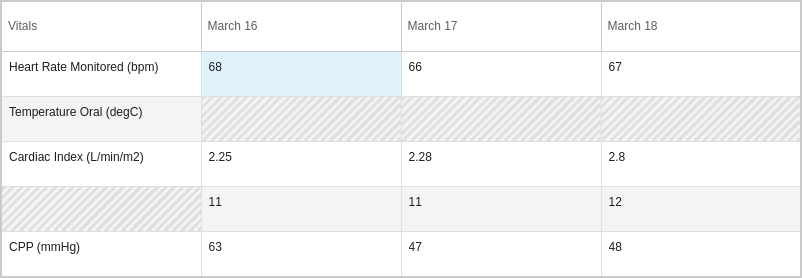 Vitals March 16 March 17 March 18
Heart Rate Monitored (bpm) 68 66 67
Temperature Oral (degC)
Cardiac Index (L/min/m2) 2.25 2.28 2.8
11 11 12
CPP (mmHg) 63 47 48